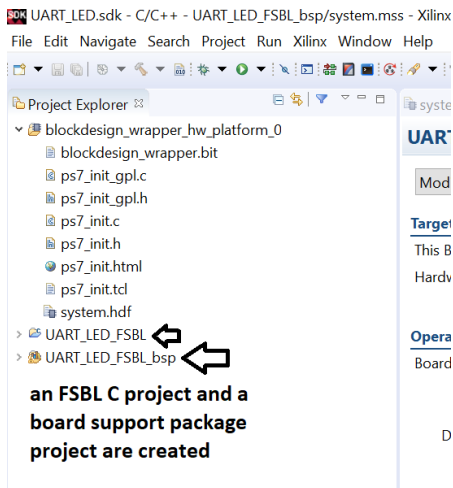 UART_LED.sdk - C/C++ - UART_LED_FSBL_bsp/system.mss - Xilinx
File Edit Navigate Search Project Run Xilinx Window Help
Project Explorer
syste
blockdesign_wrapper_hw_platform_0
UAR
blockdesign_wrapper.bit
ps7_init_gpl.c
Mod
ps7_init_gpl.h
ps7_init.c
Target
ps7_init.h
This B
ps7_init.html
Hardw
ps7_init.tcl
system.hdf
UART_LED_FSBL
Opera
UART_LED_FSBL_bsp
Board
an FSBL C project and a
board support package
D
project are created